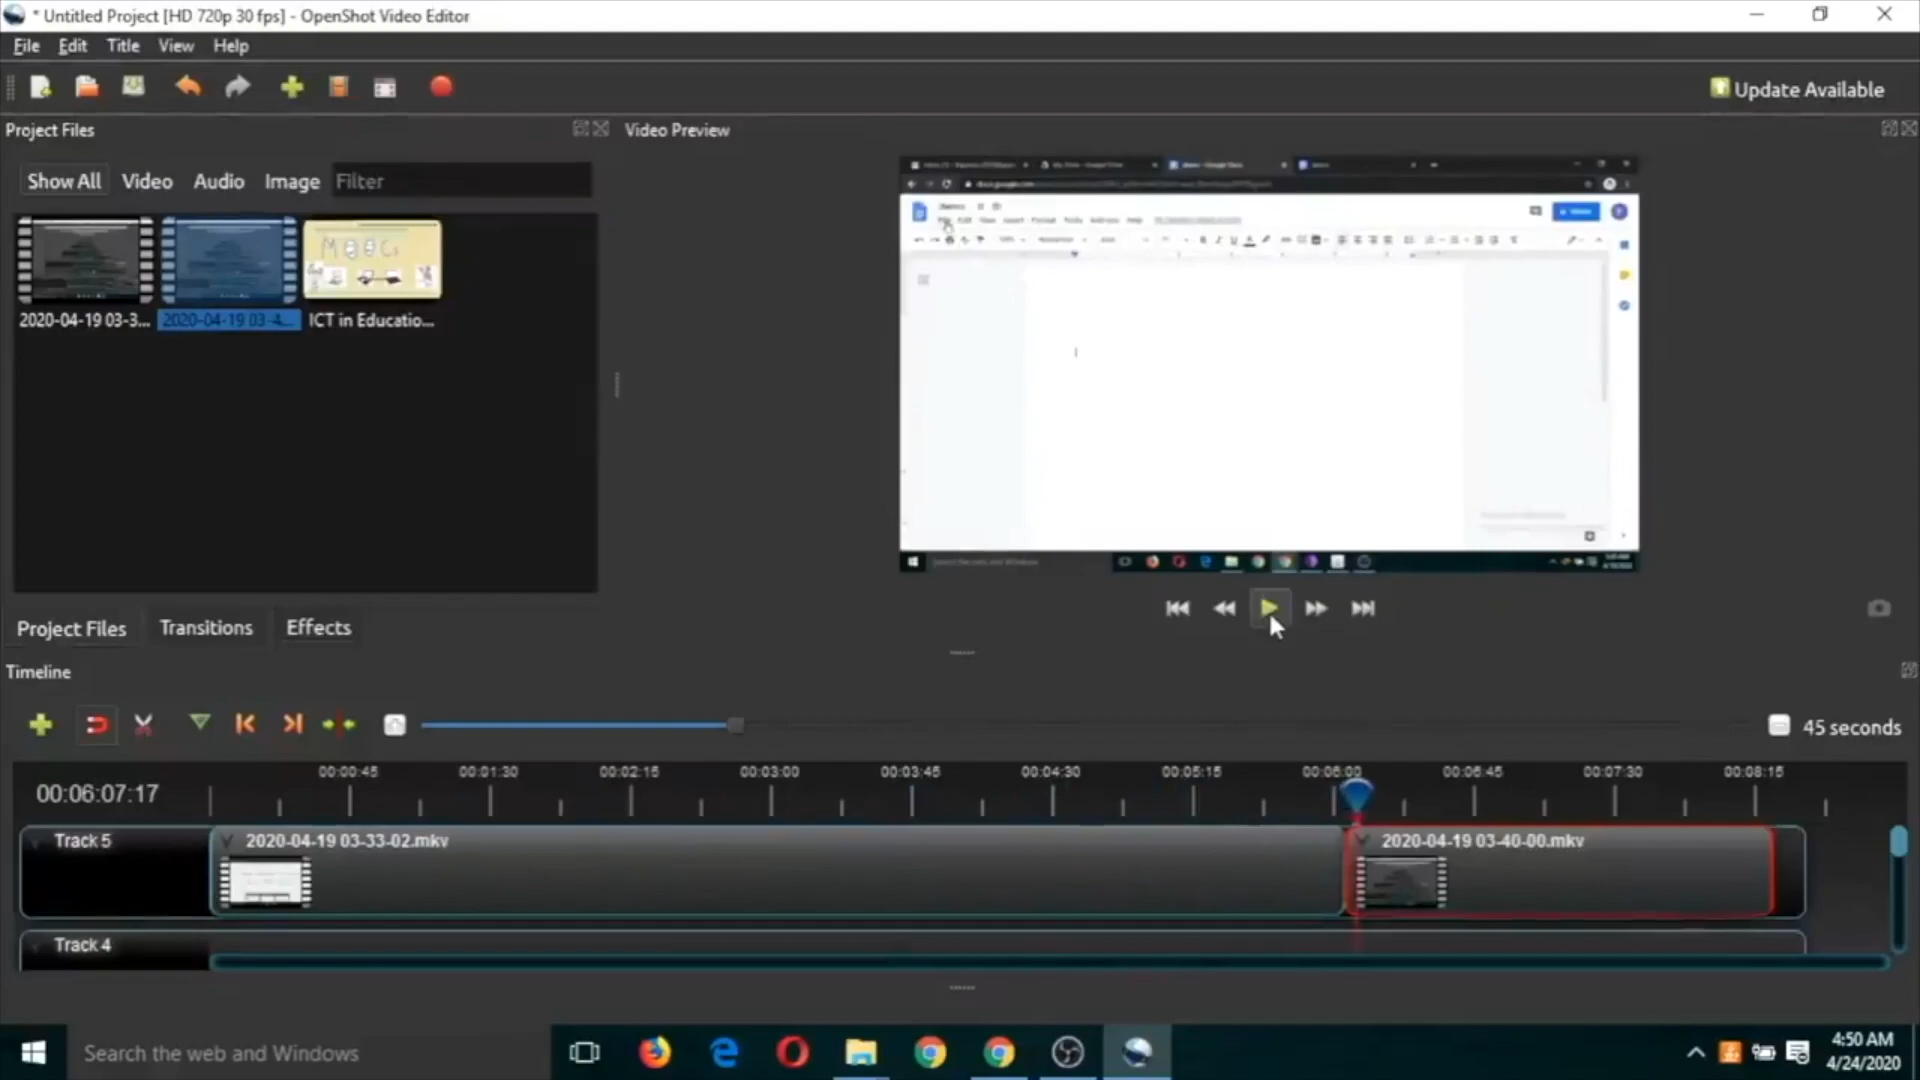 * Untitled Project [HD 720p 30 fps] - OpenShot Video Editor
File Edit Title View Help
Update Available
Project Files
Video Preview
Show All Video Audio Image Filter
MOOCs
2020-04-19 03-3... 2020-04-19 03-4... ICT in Educatio...
Project Files Transitions Effects
Timeline
45 seconds
00:06:07:17
00:00:45 00:01:30 00:02:15 00:03:00 00:03:45 00:04:30 00:05:15 00:06:00 00:06:45 00:07:30 00:08:15
Track 5
2020-04-19 03-33-02.mkv
2020-04-19 03-40-00.mkv
Track 4
Search the web and Windows
4:50 AM
4/24/2020